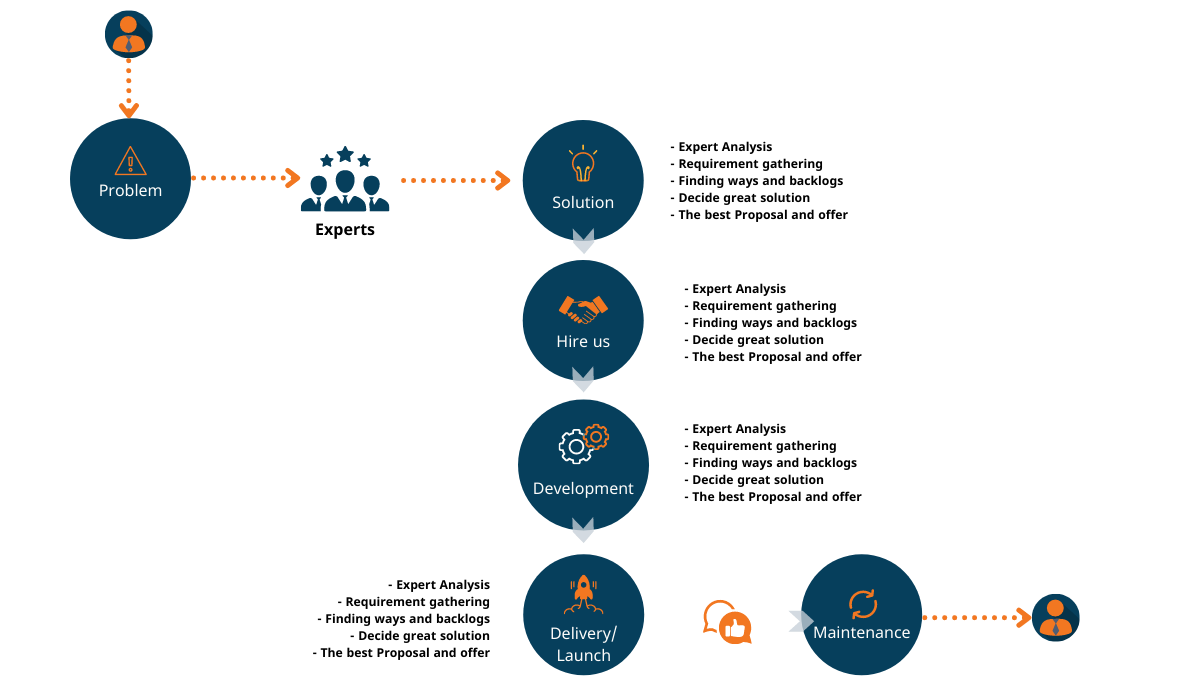 Problem
Experts
Solution
- Expert Analysis
- Requirement gathering
- Finding ways and backlogs
- Decide great solution
- The best Proposal and offer
Hire us
- Expert Analysis
- Requirement gathering
- Finding ways and backlogs
- Decide great solution
- The best Proposal and offer
Development
- Expert Analysis
- Requirement gathering
- Finding ways and backlogs
- Decide great solution
- The best Proposal and offer
- Expert Analysis
- Requirement gathering
- Finding ways and backlogs
- Decide great solution
- The best Proposal and offer
Delivery/
Launch
Maintenance